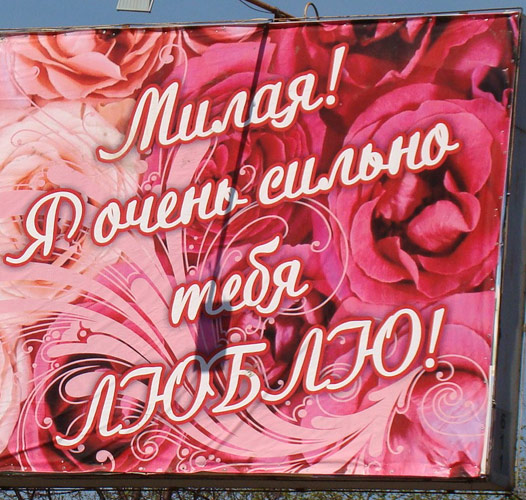 Милая!
Я очень сильно
тебя
ЛЮБЛЮ!